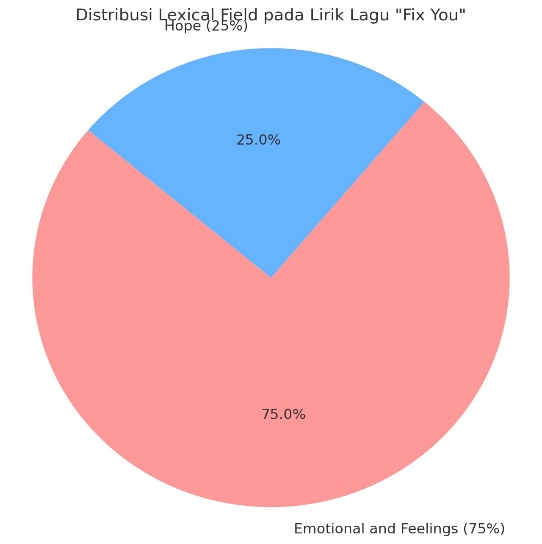 Distribusi Lexical Field pada Lirik Lagu "Fix You"
Hope (25%)
25.0%
75.0%
Emotional and Feelings (75%)